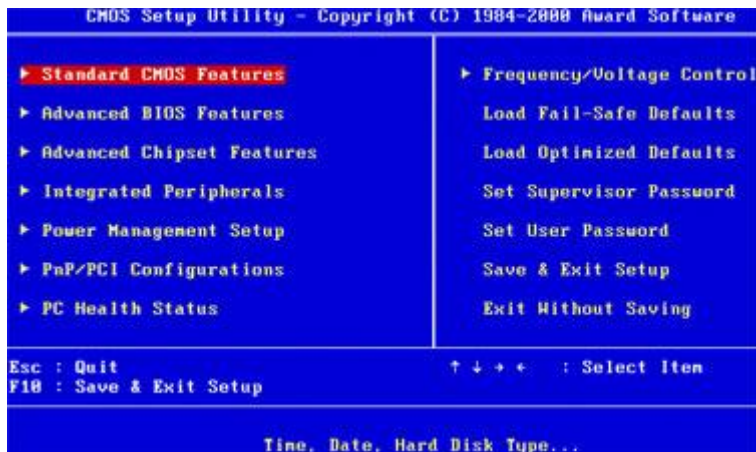 CMOS Setup Utility - Copyright (C) 1984-2000 Award Software
▶ Standard CMOS Features
▶ Advanced BIOS Features
▶ Advanced Chipset Features
▶ Integrated Peripherals
▶ Power Management Setup
▶ PnP/PCI Configurations
▶ PC Health Status
▶ Frequency/Voltage Control
Load Fail-Safe Defaults
Load Optimized Defaults
Set Supervisor Password
Set User Password
Save & Exit Setup
Exit Without Saving
Esc : Quit
F10 : Save & Exit Setup
↑ ↓ → ← : Select Item
Time, Date, Hard Disk Type...